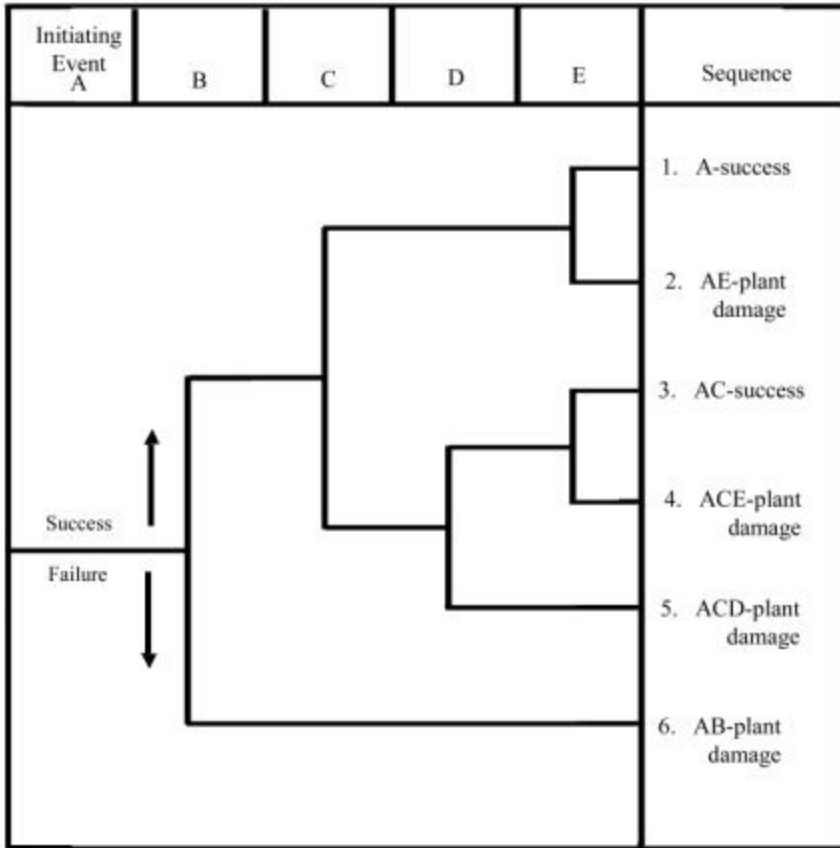 Initiating
Event
A
B
C
D
E
Sequence
1. A-success
2. AE-plant
damage
3. AC-success
4. ACE-plant
damage
Success
Failure
5. ACD-plant
damage
6. AB-plant
damage